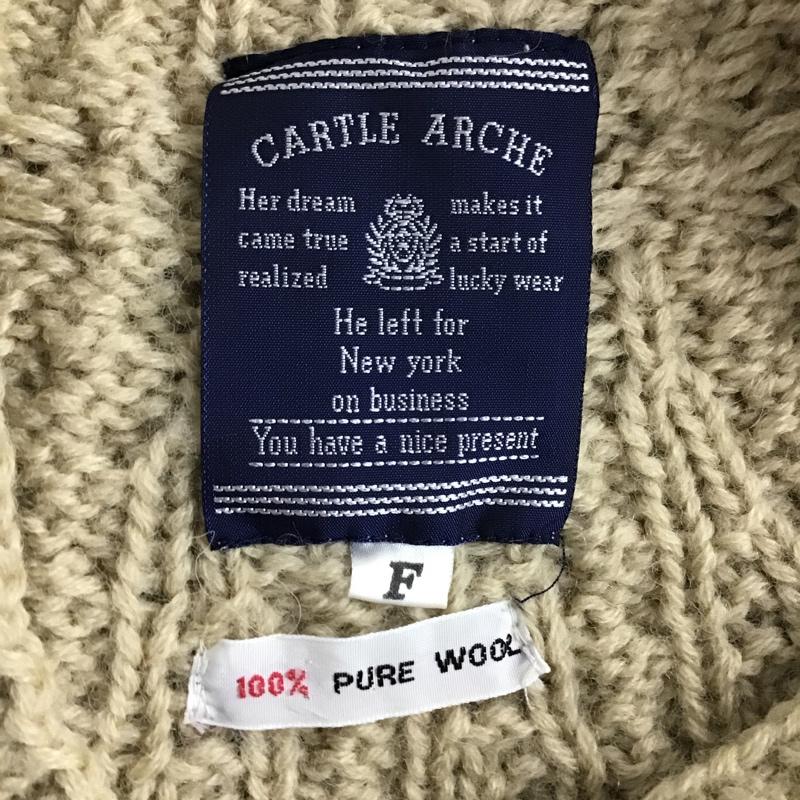 CARTLE ARCHE
Her dream makes it
came true a start of
realized lucky wear
He left for
New york
on business
You have a nice present
F
100% PURE WOOL